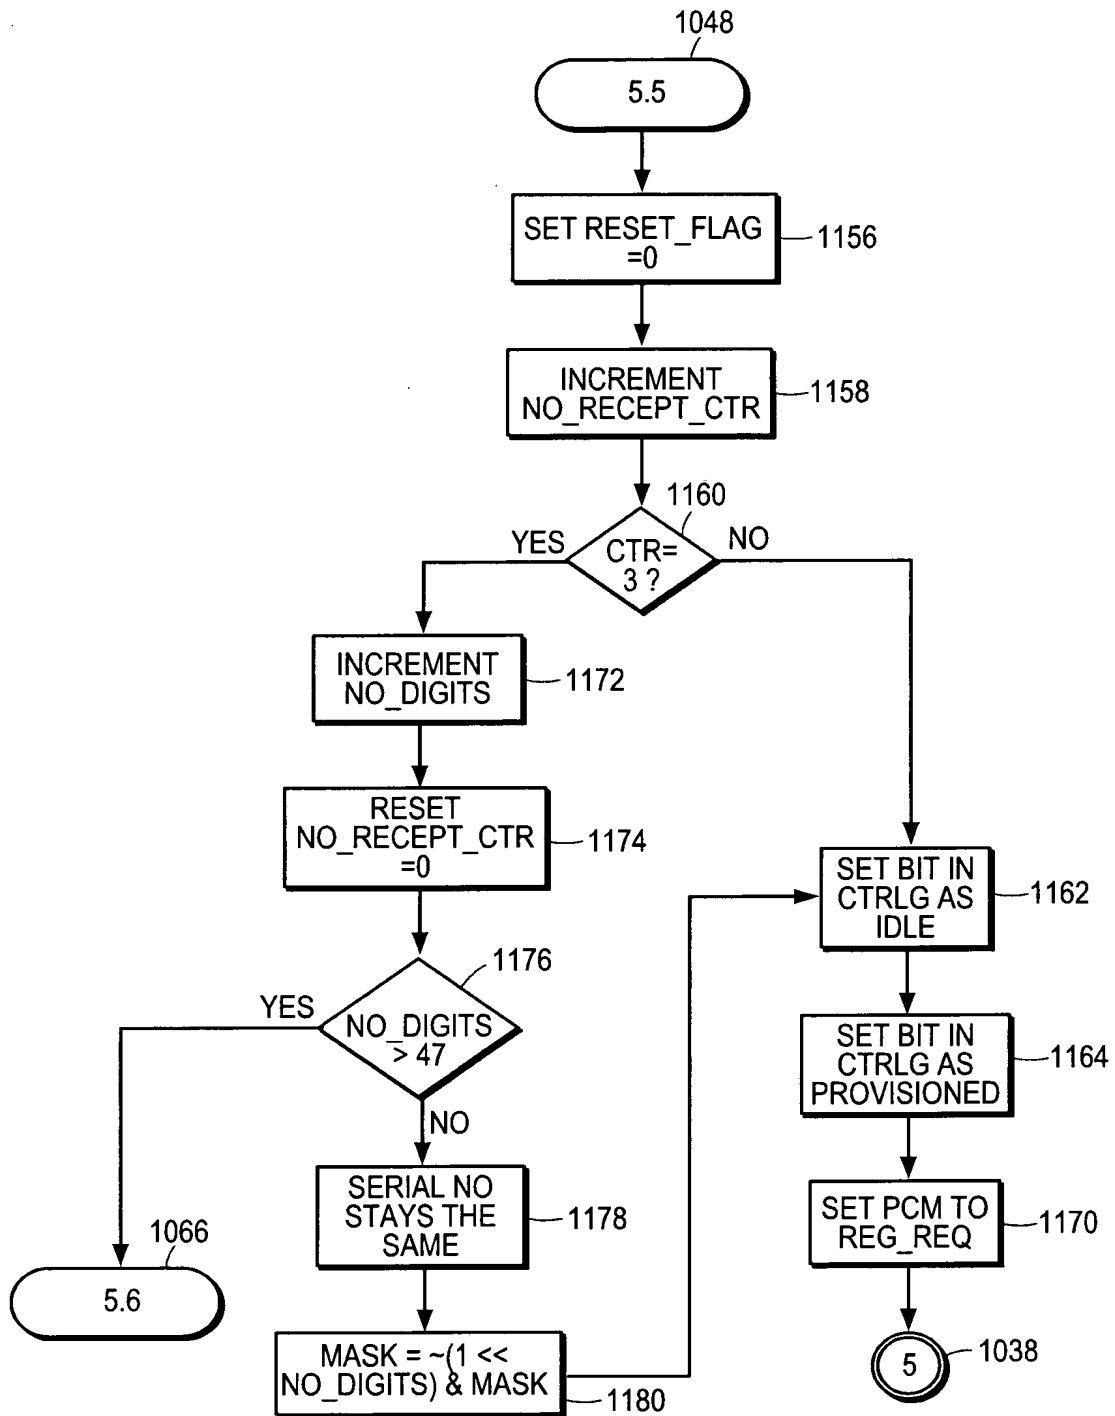 1048
5.5
SET RESET_FLAG
=0
1156
INCREMENT
NO_RECEPT_CTR
1158
1160
YES
CTR=
3 ?
NO
INCREMENT
NO_DIGITS
1172
RESET
NO_RECEPT_CTR
=0
1174
SET BIT IN
CTRLG AS
IDLE
1162
1176
YES
NO_DIGITS
> 47
NO
SET BIT IN
CTRLG AS
PROVISIONED
1164
SERIAL NO
STAYS THE
SAME
1178
SET PCM TO
REG_REQ
1170
1066
5.6
MASK = ~(1 <<
NO_DIGITS) & MASK
1180
5
1038